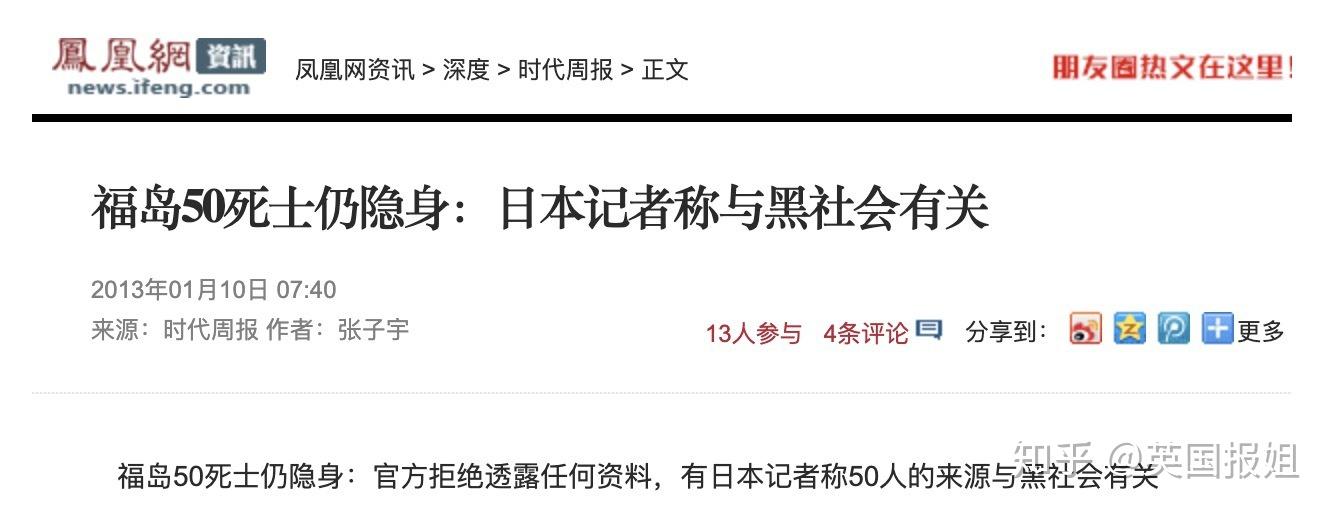 鳳凰網 資訊
news.ifeng.com
凤凰网资讯 > 深度 > 时代周报 > 正文
朋友圈热文在这里!
福岛50死士仍隐身：日本记者称与黑社会有关
2013年01月10日 07:40
来源：时代周报 作者：张子宇
13人参与 4条评论 分享到： 更多
福岛50死士仍隐身：官方拒绝透露任何资料，有日本记者称50人的来源与黑社会有关
知乎 @英国报姐